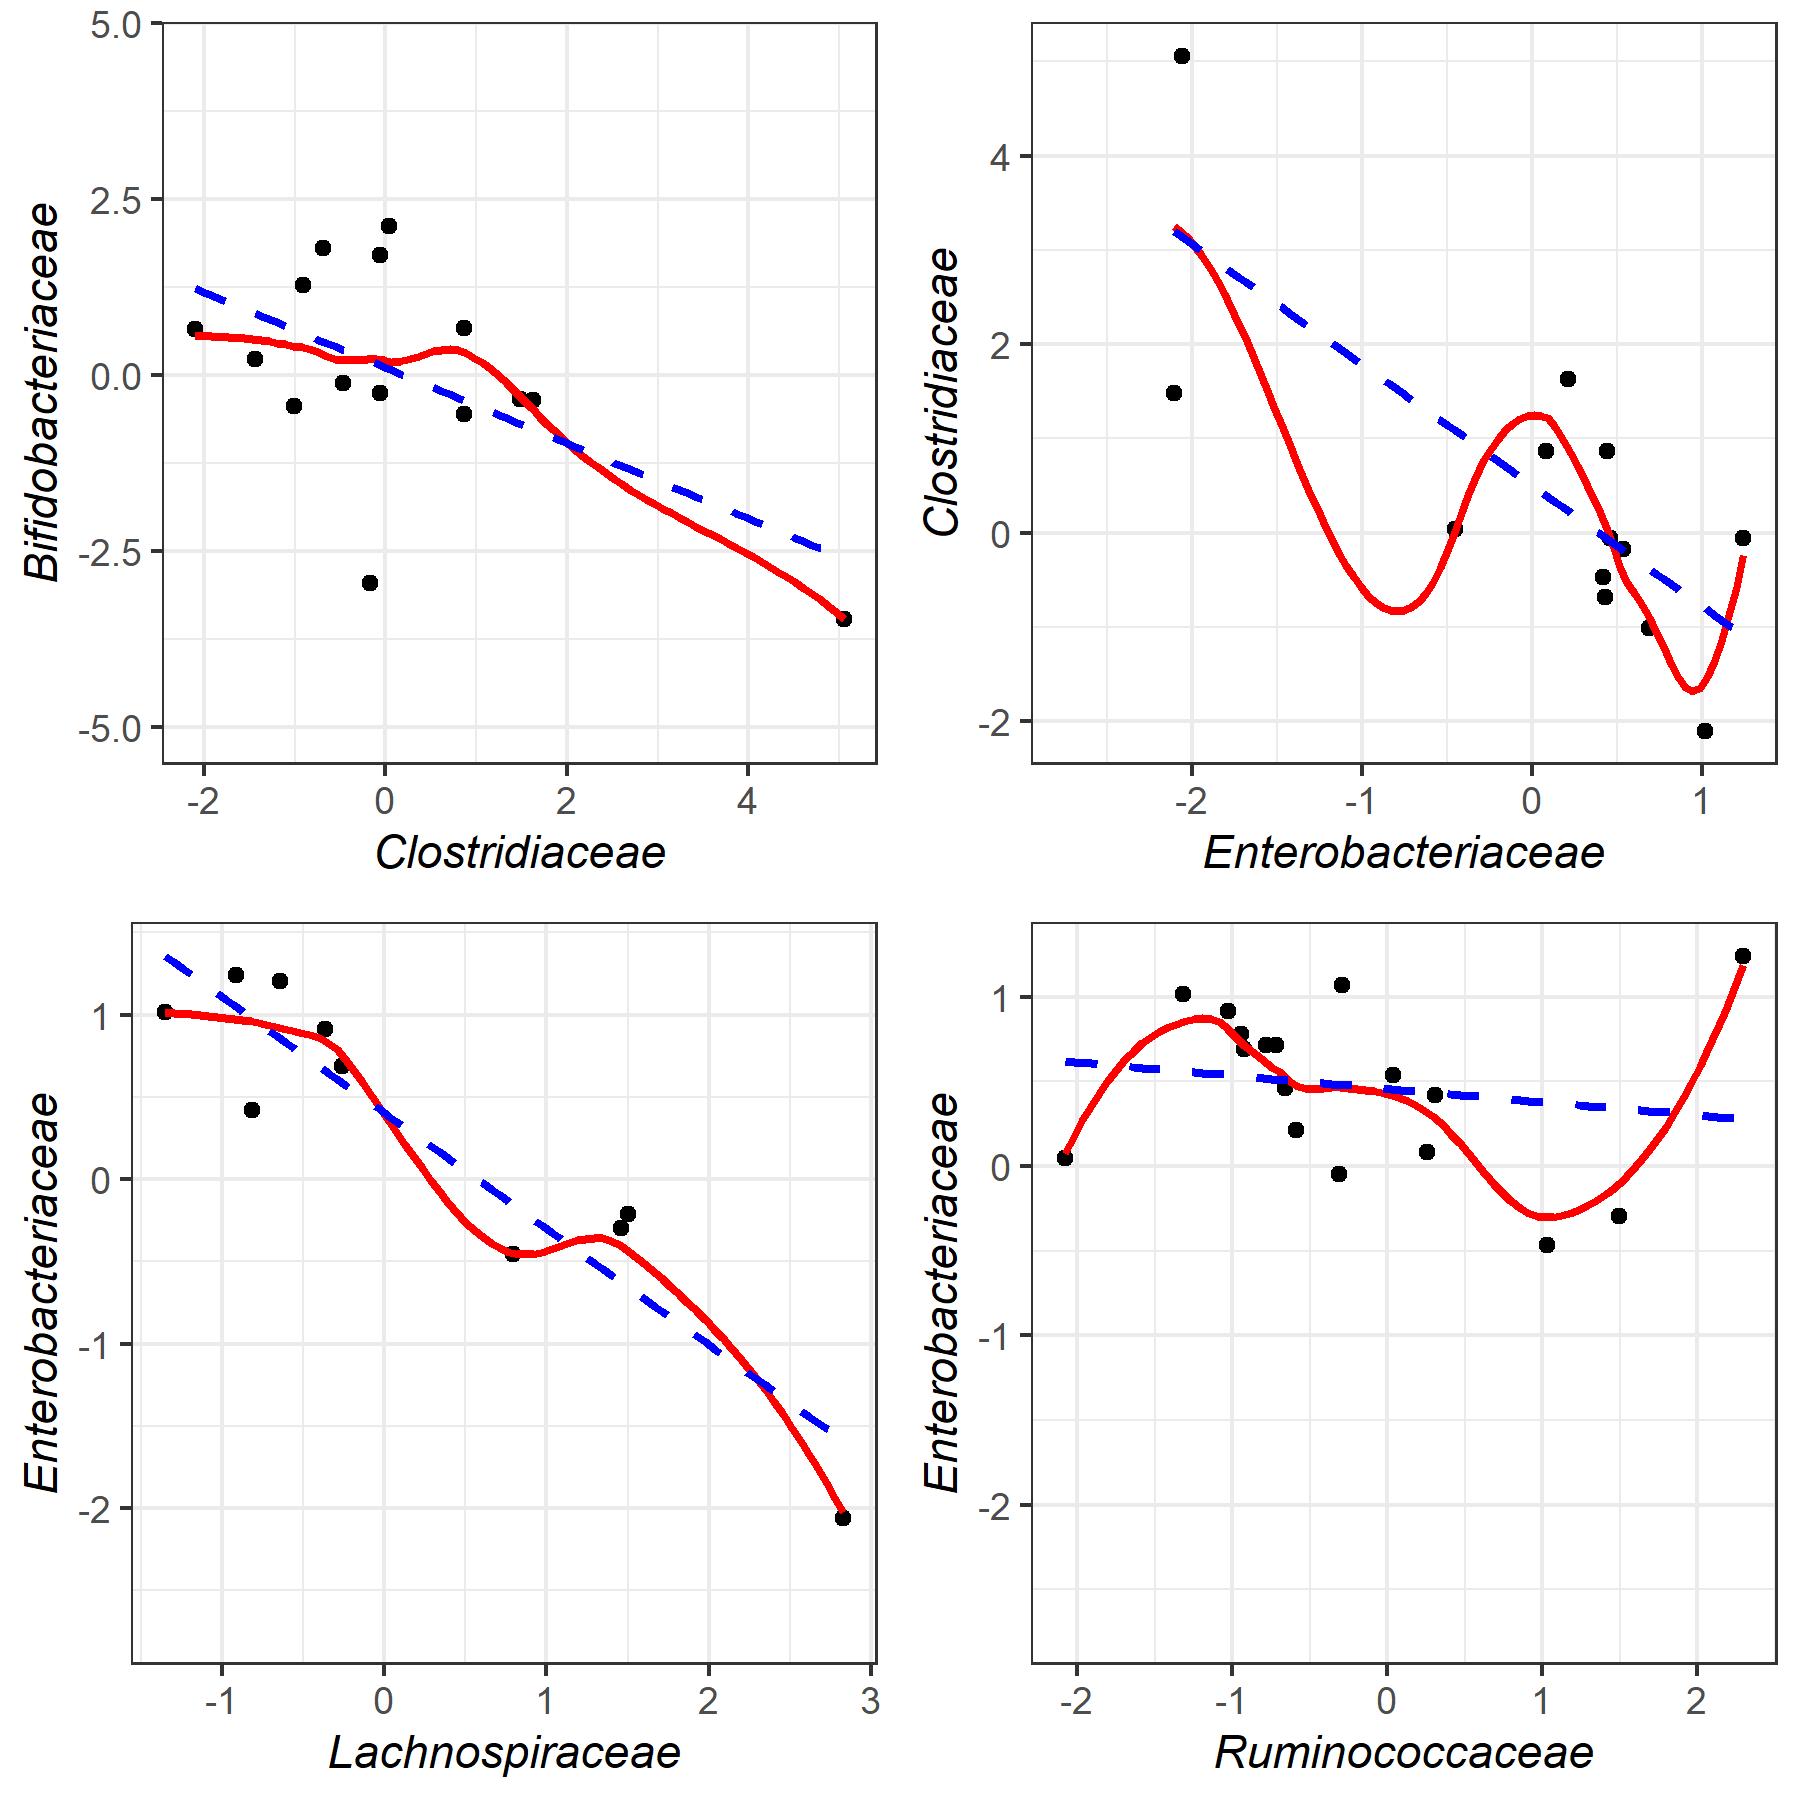 5.0
2.5
0.0
-2.5
-5.0
Bifidobacteriaceae
-2 0 2 4
Clostridiaceae
4
2
0
-2
Clostridiaceae
-2 -1 0 1
Enterobacteriaceae
1
0
-1
-2
Enterobacteriaceae
-1 0 1 2 3
Lachnospiraceae
1
0
-1
-2
Enterobacteriaceae
-2 -1 0 1 2
Ruminococcaceae